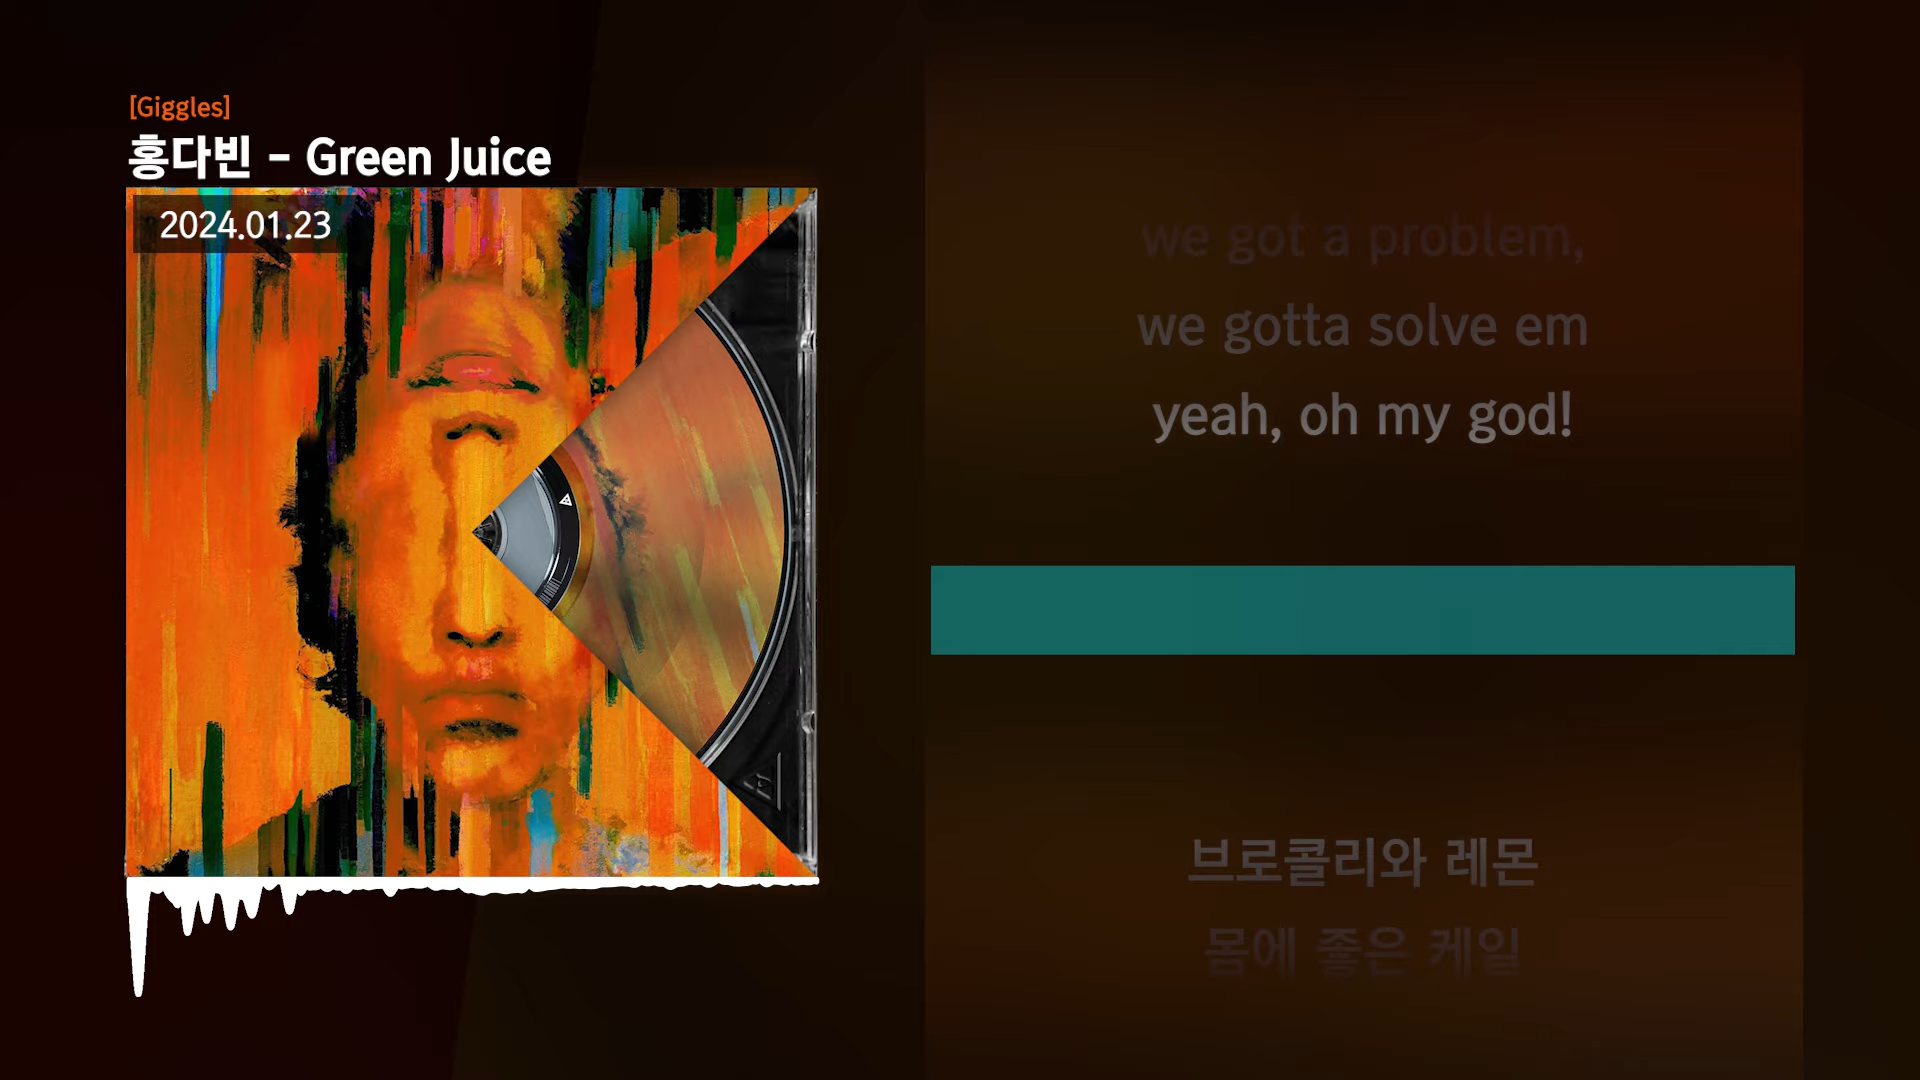 [Giggles]
홍다빈 - Green Juice
2024.01.23
we got a problem,
we gotta solve em
yeah, oh my god!
브로콜리와 레몬
몸에 좋은 케일